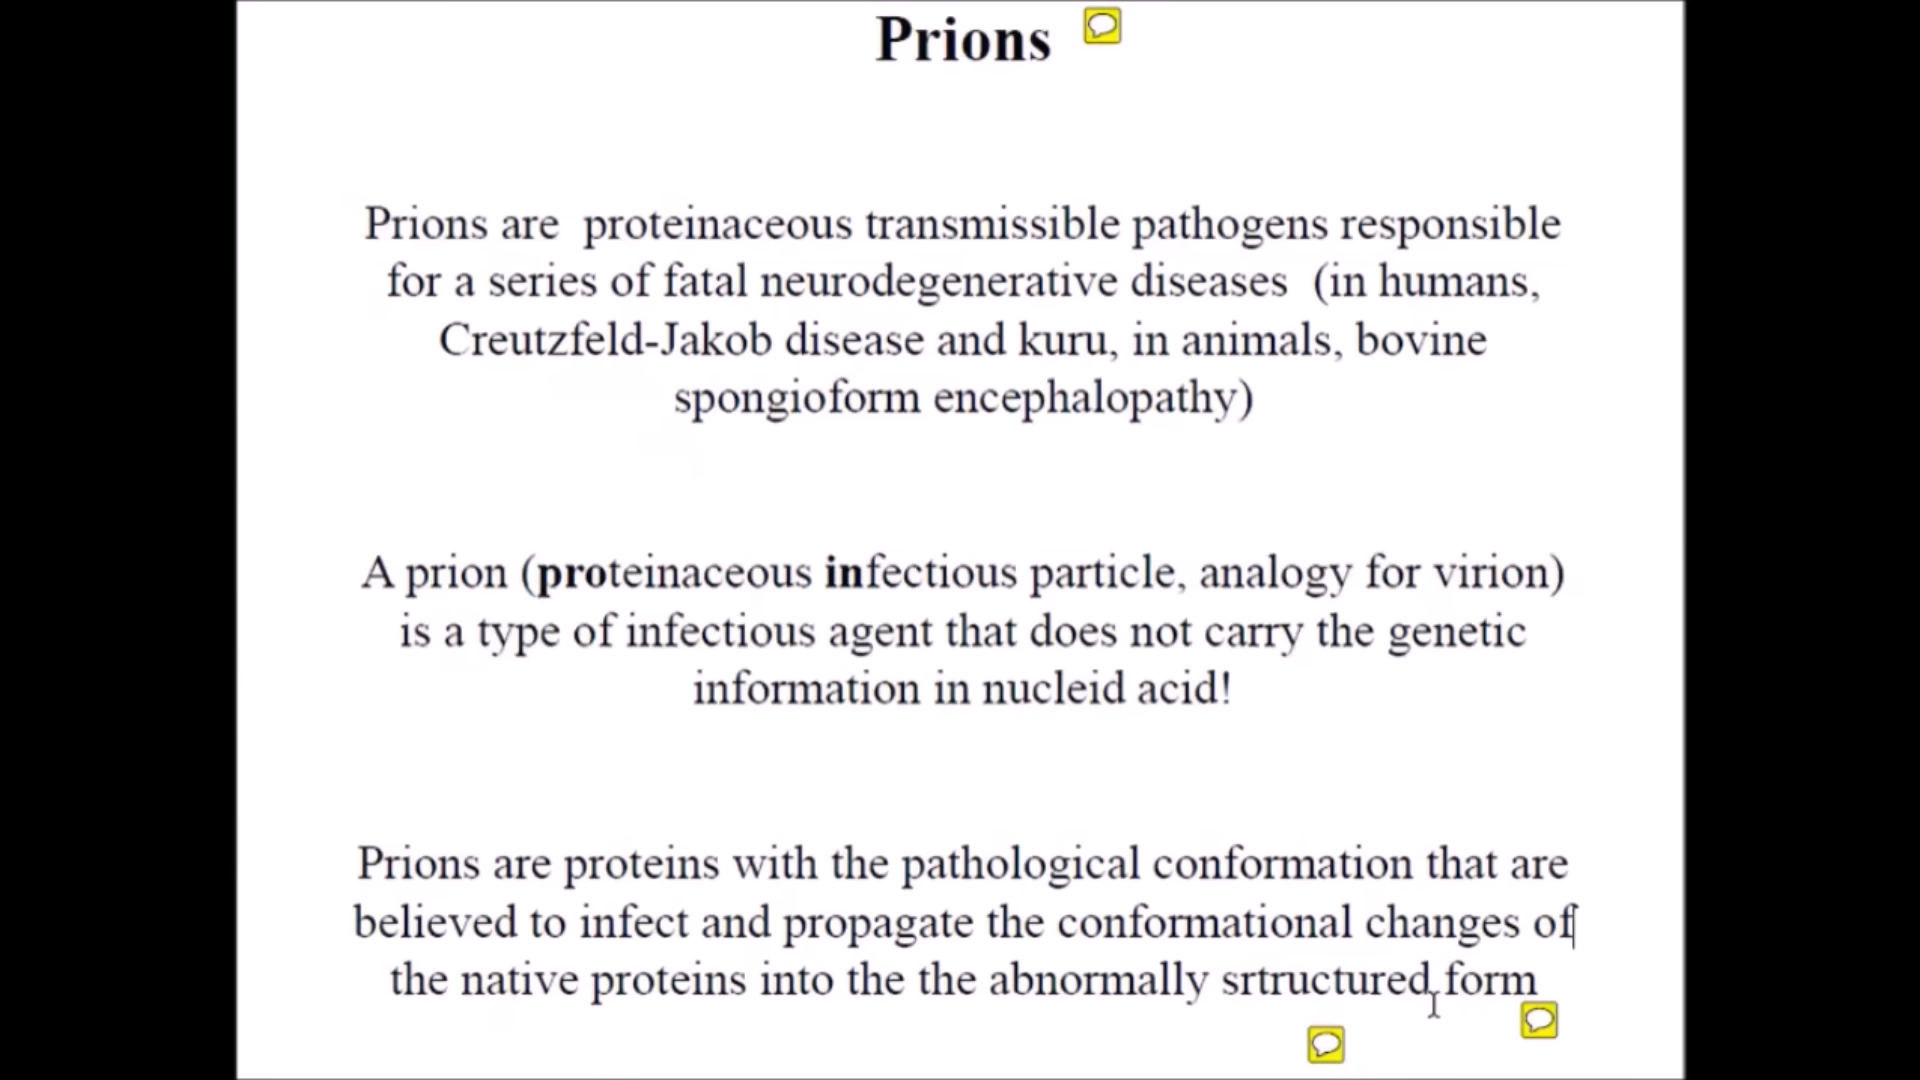 Prions
Prions are  proteinaceous transmissible pathogens responsible
for a series of fatal neurodegenerative diseases  (in humans,
Creutzfeld-Jakob disease and kuru, in animals, bovine
spongioform encephalopathy)
A prion (proteinaceous infectious particle, analogy for virion)
is a type of infectious agent that does not carry the genetic
information in nucleid acid!
Prions are proteins with the pathological conformation that are
believed to infect and propagate the conformational changes of
the native proteins into the the abnormally srtructured form